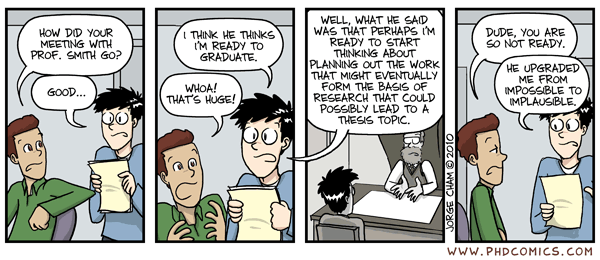 HOW DID YOUR
MEETING WITH
PROF. SMITH GO?
GOOD...
I THINK HE THINKS
I'M READY TO
GRADUATE.
WHOA!
THAT'S HUGE!
WELL, WHAT HE SAID
WAS THAT PERHAPS I'M
READY TO START
THINKING ABOUT
PLANNING OUT THE WORK
THAT MIGHT EVENTUALLY
FORM THE BASIS OF
RESEARCH THAT COULD
POSSIBLY LEAD TO A
THESIS TOPIC.
JORGE CHAM © 2010
DUDE, YOU ARE
SO NOT READY.
HE UPGRADED
ME FROM
IMPOSSIBLE TO
IMPLAUSIBLE.
WWW.PHDCOMICS.COM